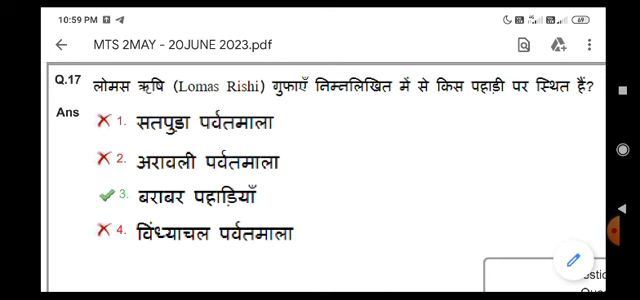 10:59 PM
69
MTS 2MAY - 20JUNE 2023.pdf
Q.17 लोमस ऋषि (Lomas Rishi) गुफाएँ निम्नलिखित में से किस पहाड़ी पर स्थित हैं?
Ans 1. सतपुड़ा पर्वतमाला
2. अरावली पर्वतमाला
3. बराबर पहाड़ियाँ
4. विंध्याचल पर्वतमाला